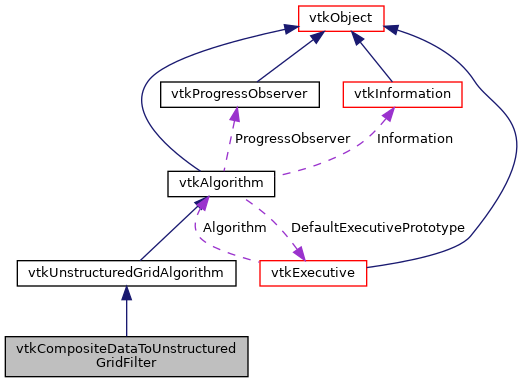 vtkObject
vtkProgressObserver
vtkInformation
ProgressObserver
Information
vtkAlgorithm
Algorithm
DefaultExecutivePrototype
vtkUnstructuredGridAlgorithm
vtkExecutive
vtkCompositeDataToUnstructured
GridFilter